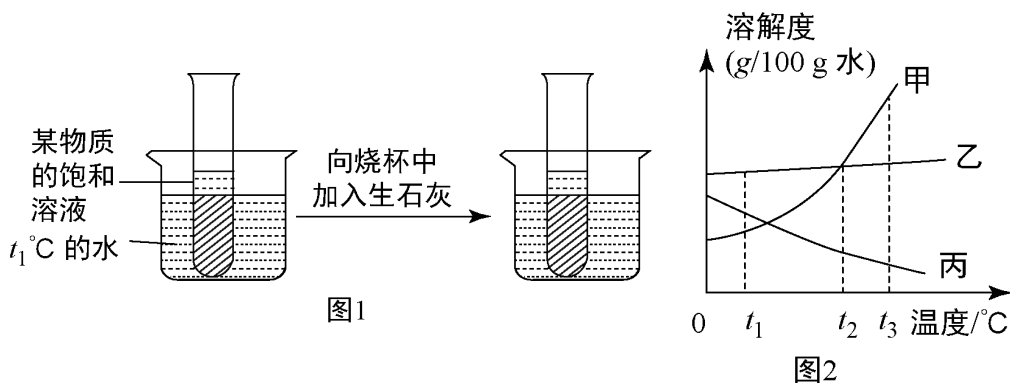 某物质
的饱和
溶液
t₁℃的水
向烧杯中
加入生石灰
图1
溶解度
(g/100 g 水)
甲
乙
丙
0
t₁
t₂
t₃
温度/℃
图2